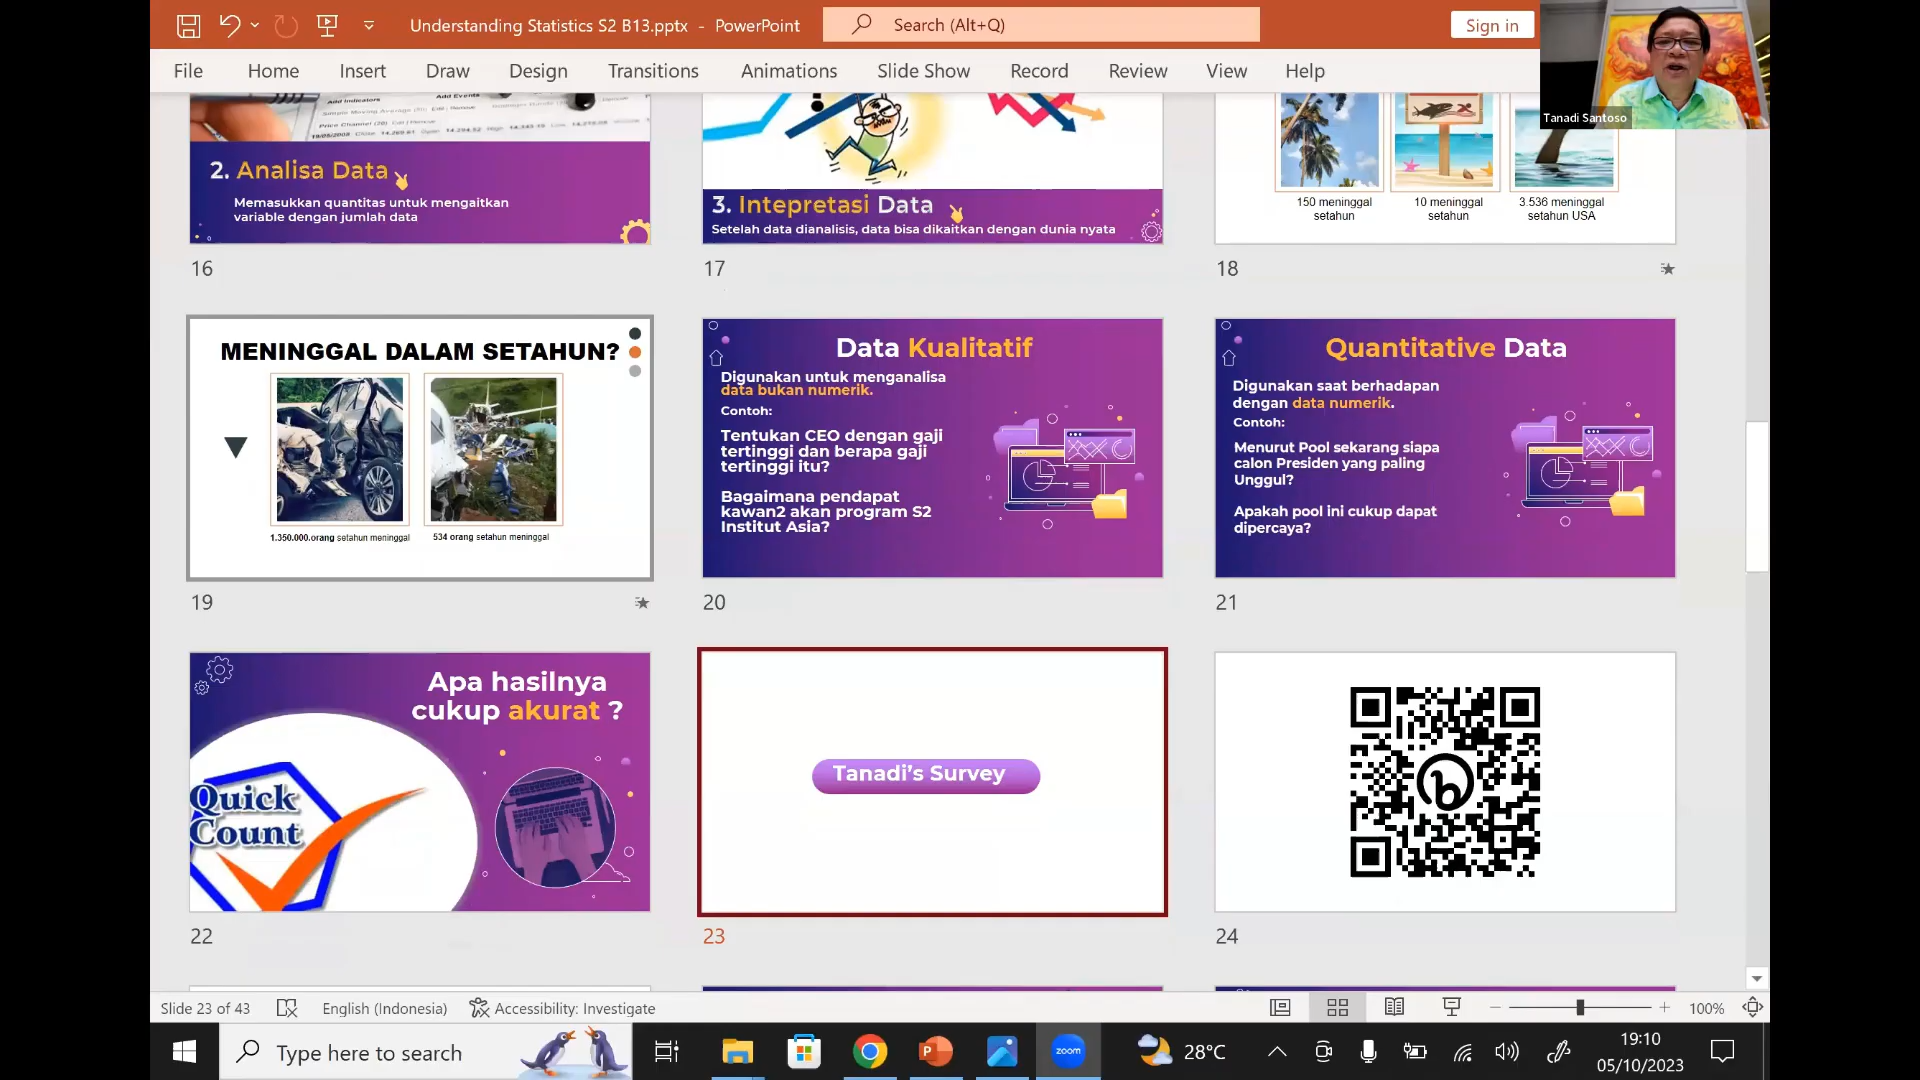 Understanding Statistics S2 B13.pptx - PowerPoint
Search (Alt+Q)
Sign in
File Home Insert Draw Design Transitions Animations Slide Show Record Review View Help
Tanadi Santoso
Add Indicators
Add Events
2. Analisa Data
Memasukkan quantitas untuk mengaitkan
variable dengan jumlah data
16
3. Intepretasi Data
Setelah data dianalisis, data bisa dikaitkan dengan dunia nyata
17
150 meninggal
setahun
10 meninggal
setahun
3.536 meninggal
setahun USA
18
MENINGGAL DALAM SETAHUN?
1.350.000.orang setahun meninggal
534 orang setahun meninggal
19
Data Kualitatif
Digunakan untuk menganalisa
data bukan numerik.
Contoh:
Tentukan CEO dengan gaji
tertinggi dan berapa gaji
tertinggi itu?
Bagaimana pendapat
kawan2 akan program S2
Institut Asia?
20
Quantitative Data
Digunakan saat berhadapan
dengan data numerik.
Contoh:
Menurut Pool sekarang siapa
calon Presiden yang paling
Unggul?
Apakah pool ini cukup dapat
dipercaya?
21
Apa hasilnya
cukup akurat ?
Quick
Count
22
Tanadi's Survey
23
24
Slide 23 of 43
English (Indonesia)
Accessibility: Investigate
100%
Type here to search
zoom
28°C
19:10
05/10/2023